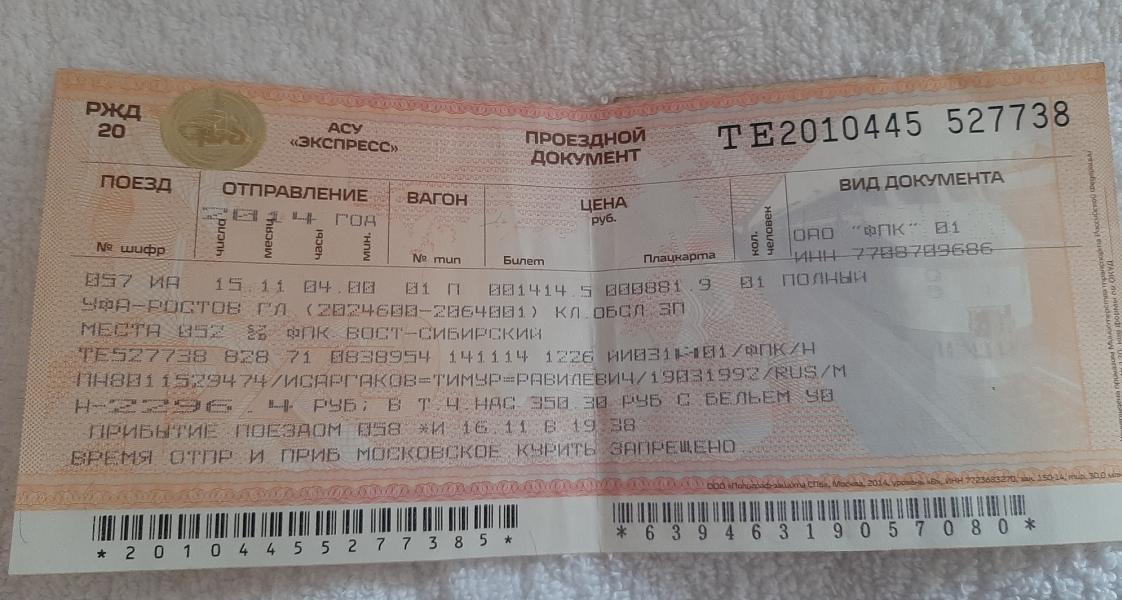 РЖД
20
АСУ
«ЭКСПРЕСС»
ПРОЕЗДНОЙ
ДОКУМЕНТ
ТЕ2010445 527738
ПОЕЗД
№ шифр
ОТПРАВЛЕНИЕ
2014 ГОД
число
месяц
часы
мин.
ВАГОН
№ тип
ЦЕНА
руб.
Билет Плацкарта
кол.
человек
ВИД ДОКУМЕНТА
ОАО "ФПК" 01
ИНН 7708709686
057 ИА 15.11 04.00 01 П 001414.5 000881.9 01 ПОЛНЫЙ
УФА-РОСТОВ ГЛ (2024600-2064001) КЛ.ОБСЛ.3П
МЕСТА 052 ФПК ВОСТ-СИБИРСКИЙ
ТЕ527738 828 71 0838954 141114 1226 /ФПК/Н
ПН8011529474/ИСАРГАКОВ=ТИМУР=РАВИЛЕВИЧ/19031992/RUS/M
Н-2296.4 РУБ; В Т.Ч.НДС 350.30 РУБ С БЕЛЬЕМ У0
ПРИБЫТИЕ ПОЕЗДОМ 058 *И 16.11 В 19.38
ВРЕМЯ ОТПР И ПРИБ МОСКОВСКОЕ КУРИТЬ ЗАПРЕЩЕНО
*20104455277385*
*63946319057080*